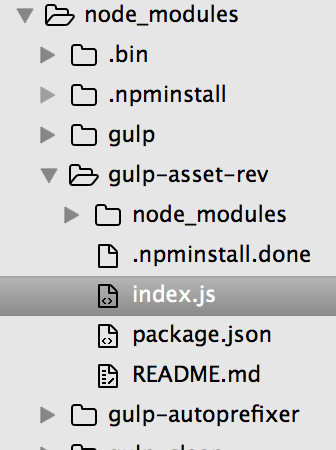 node_modules
.bin
.npminstall
gulp
gulp-asset-rev
node_modules
.npminstall.done
index.js
package.json
README.md
gulp-autoprefixer